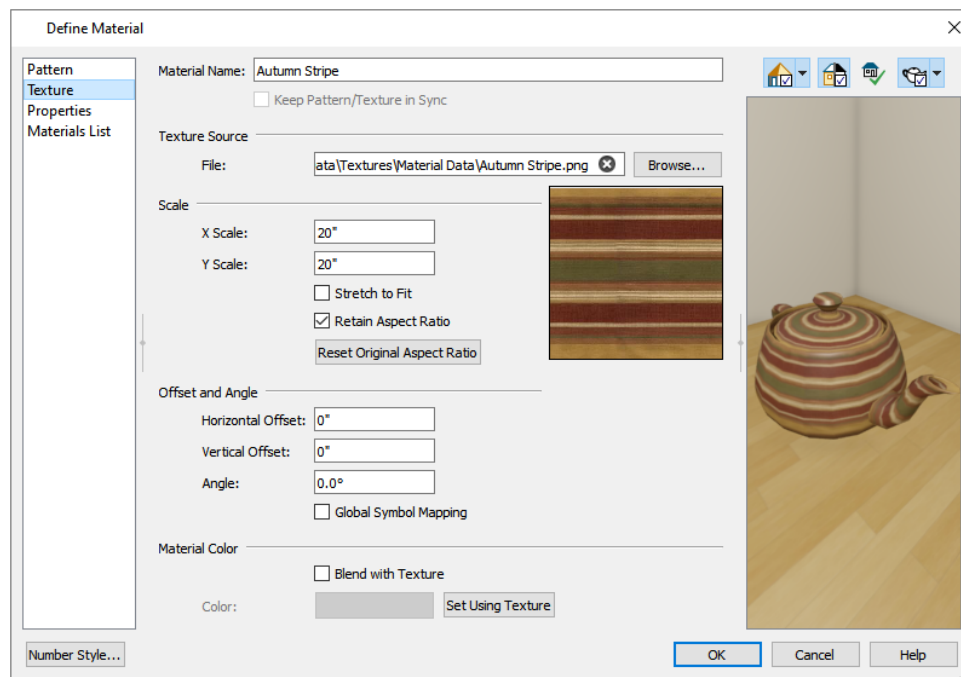 Define Material
Pattern
Texture
Properties
Materials List
Material Name: Autumn Stripe
Keep Pattern/Texture in Sync
Texture Source
File: ata\Textures\Material Data\Autumn Stripe.png Browse...
Scale
X Scale: 20"
Y Scale: 20"
Stretch to Fit
Retain Aspect Ratio
Reset Original Aspect Ratio
Offset and Angle
Horizontal Offset: 0"
Vertical Offset: 0"
Angle: 0.0°
Global Symbol Mapping
Material Color
Blend with Texture
Color: Set Using Texture
Number Style... OK Cancel Help